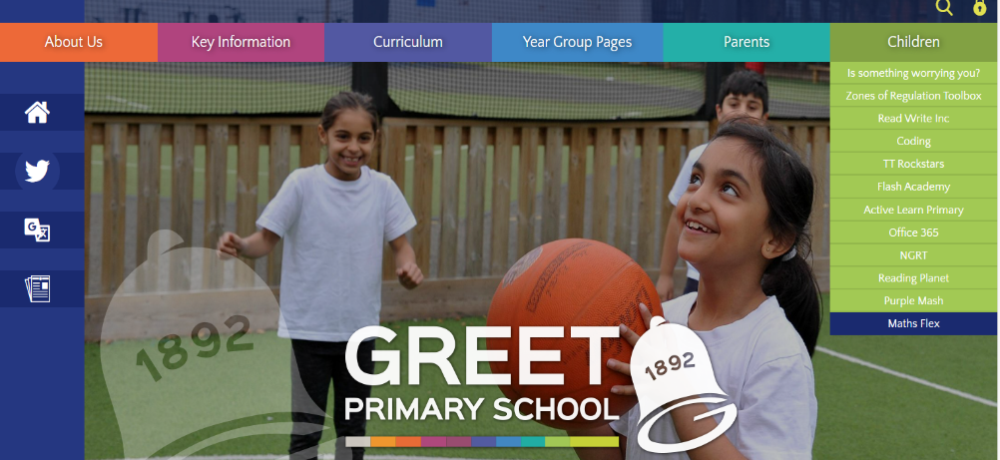 About Us
Key Information
Curriculum
Year Group Pages
Parents
Children
Is something worrying you?
Zones of Regulation Toolbox
Read Write Inc
Coding
TT Rockstars
Flash Academy
Active Learn Primary
Office 365
NGRT
Reading Planet
Purple Mash
Maths Flex
1892
GREET
PRIMARY SCHOOL
1892